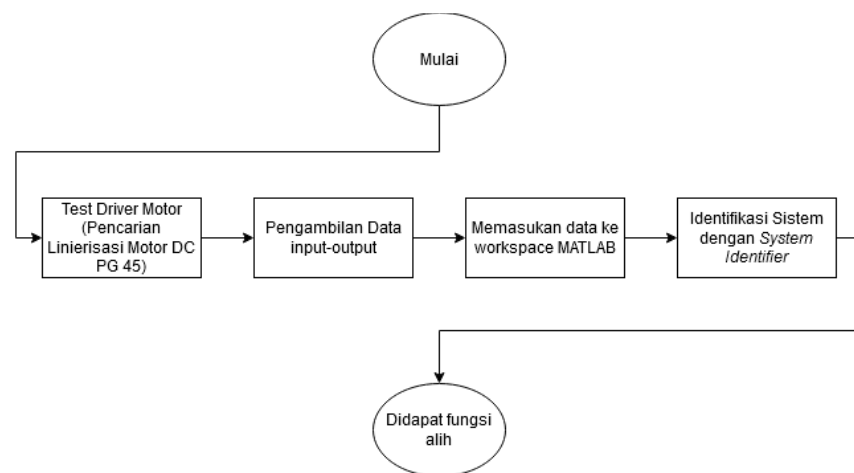 Mulai
Test Driver Motor
(Pencarian
Linierisasi Motor DC
PG 45)
Pengambilan Data
input-output
Memasukan data ke
workspace MATLAB
Identifikasi Sistem
dengan System
Identifier
Didapat fungsi
alih